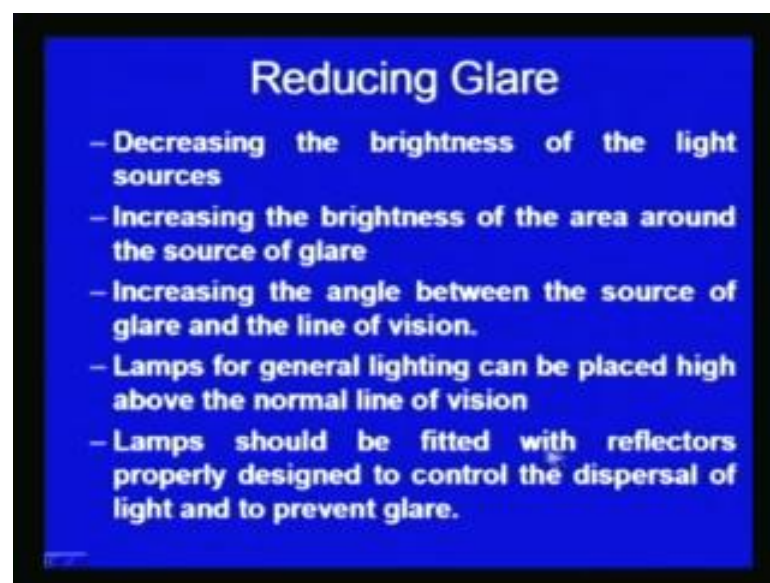 Reducing Glare
– Decreasing the brightness of the light
sources
– Increasing the brightness of the area around
the source of glare
– Increasing the angle between the source of
glare and the line of vision.
– Lamps for general lighting can be placed high
above the normal line of vision
– Lamps should be fitted with reflectors
properly designed to control the dispersal of
light and to prevent glare.